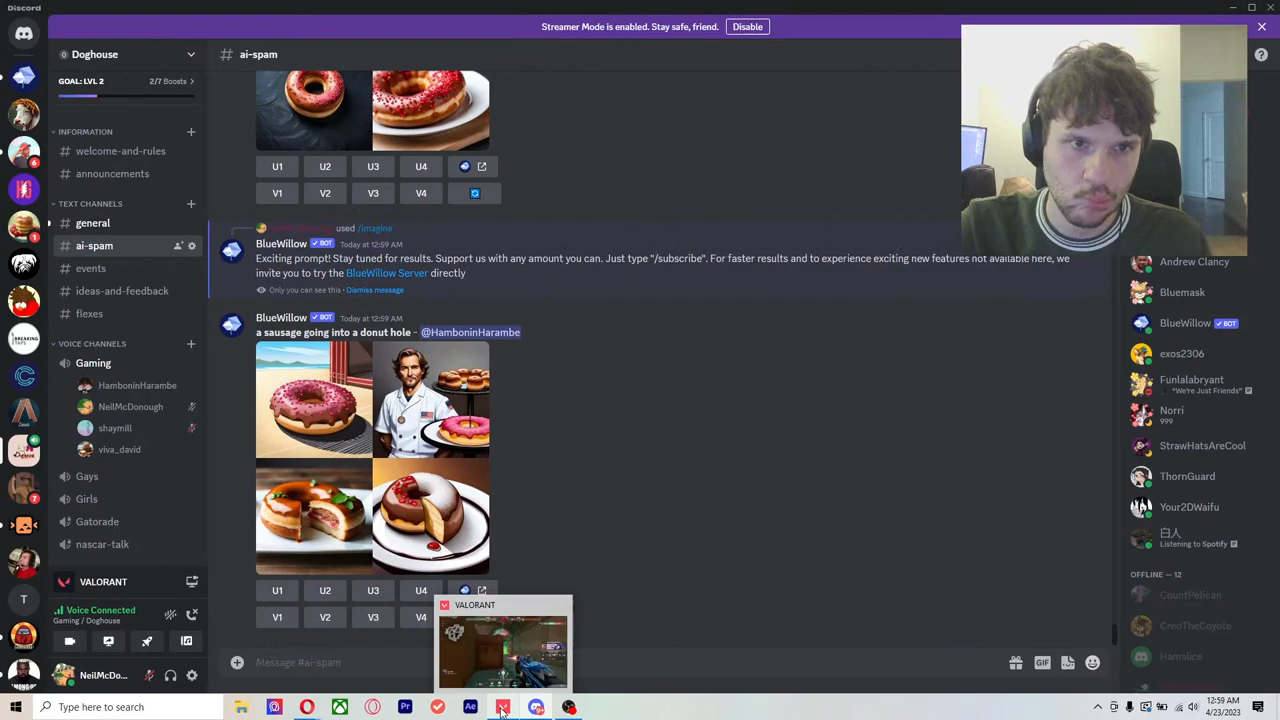 Discord
Streamer Mode is enabled. Stay safe, friend.
Disable
Doghouse
# ai-spam
GOAL: LVL 2
2/7 Boosts
INFORMATION
welcome-and-rules
announcements
TEXT CHANNELS
general
ai-spam
events
ideas-and-feedback
flexes
VOICE CHANNELS
Gaming
HamboninHarambe
NeilMcDonough
shaymill
viva_david
Gays
Girls
Gatorade
nascar-talk
VALORANT
Voice Connected
Gaming / Doghouse
NeilMcDo...
U1 U2 U3 U4
V1 V2 V3 V4
used /imagine
BlueWillow BOT Today at 12:59 AM
Exciting prompt! Stay tuned for results. Support us with any amount you can. Just type "/subscribe". For faster results and to experience exciting new features not available here, we
invite you to try the BlueWillow Server directly
Only you can see this • Dismiss message
BlueWillow BOT Today at 12:59 AM
a sausage going into a donut hole - @HamboninHarambe
U1 U2 U3 U4
V1 V2 V3 V4
VALORANT
Message #ai-spam
GIF
Andrew Clancy
Bluemask
BlueWillow BOT
exos2306
Funlalabryant
"We're Just Friends"
Norri
999
StrawHatsAreCool
ThornGuard
Your2DWaifu
白人
Listening to Spotify
OFFLINE — 12
CountPelican
CreoTheCoyote
Hamslice
6
1
7
T
BREAKING
TAPS
Type here to search
Pr
Ae
9+
12:59 AM
4/23/2023